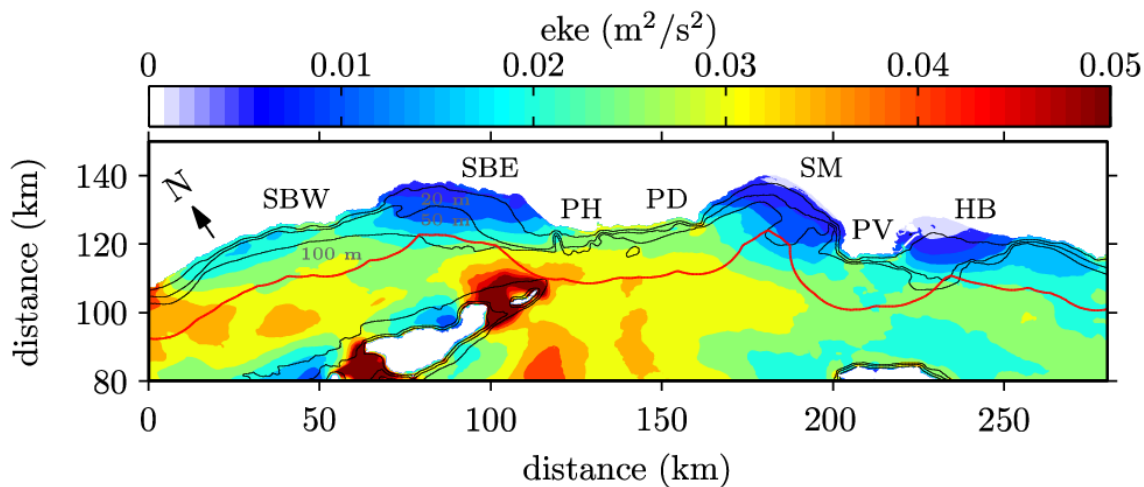 eke (m²/s²)
0 0.01 0.02 0.03 0.04 0.05
140
120
100
80
distance (km)
N
SBW SBE PH PD SM PV HB
20 m
50 m
100 m
0 50 100 150 200 250
distance (km)